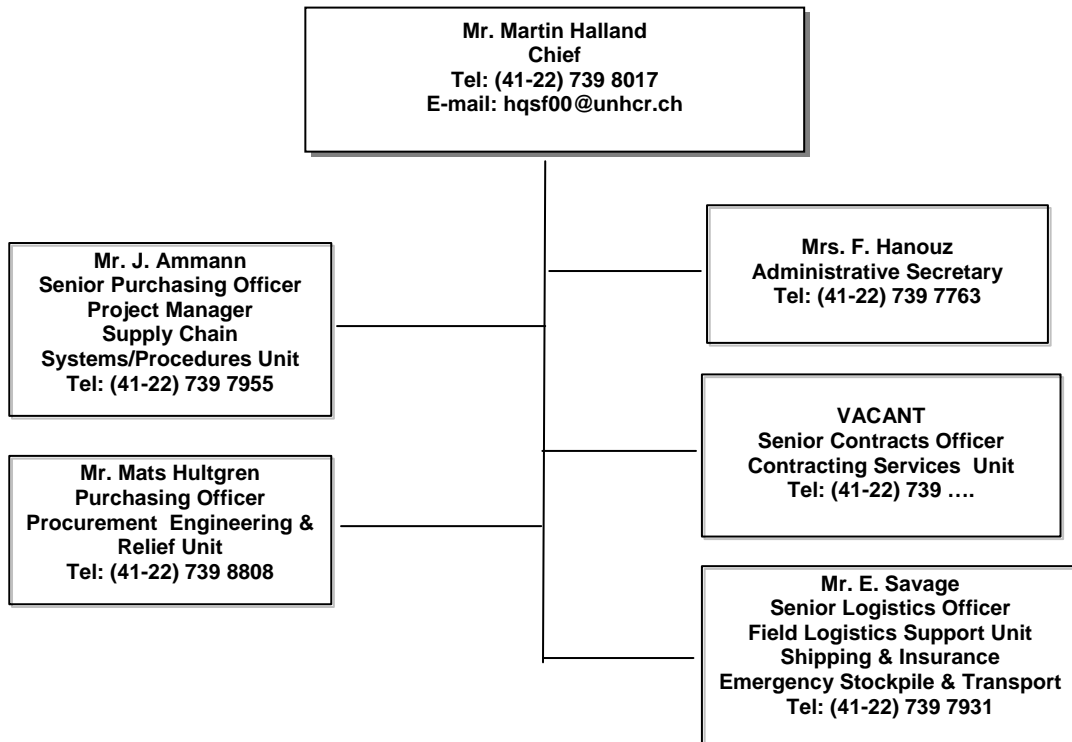 Mr. Martin Halland
Chief
Tel: (41-22) 739 8017
E-mail: hqsf00@unhcr.ch
Mr. J. Ammann
Senior Purchasing Officer
Project Manager
Supply Chain
Systems/Procedures Unit
Tel: (41-22) 739 7955
Mrs. F. Hanouz
Administrative Secretary
Tel: (41-22) 739 7763
VACANT
Senior Contracts Officer
Contracting Services Unit
Tel: (41-22) 739 ….
Mr. Mats Hultgren
Purchasing Officer
Procurement Engineering &
Relief Unit
Tel: (41-22) 739 8808
Mr. E. Savage
Senior Logistics Officer
Field Logistics Support Unit
Shipping & Insurance
Emergency Stockpile & Transport
Tel: (41-22) 739 7931